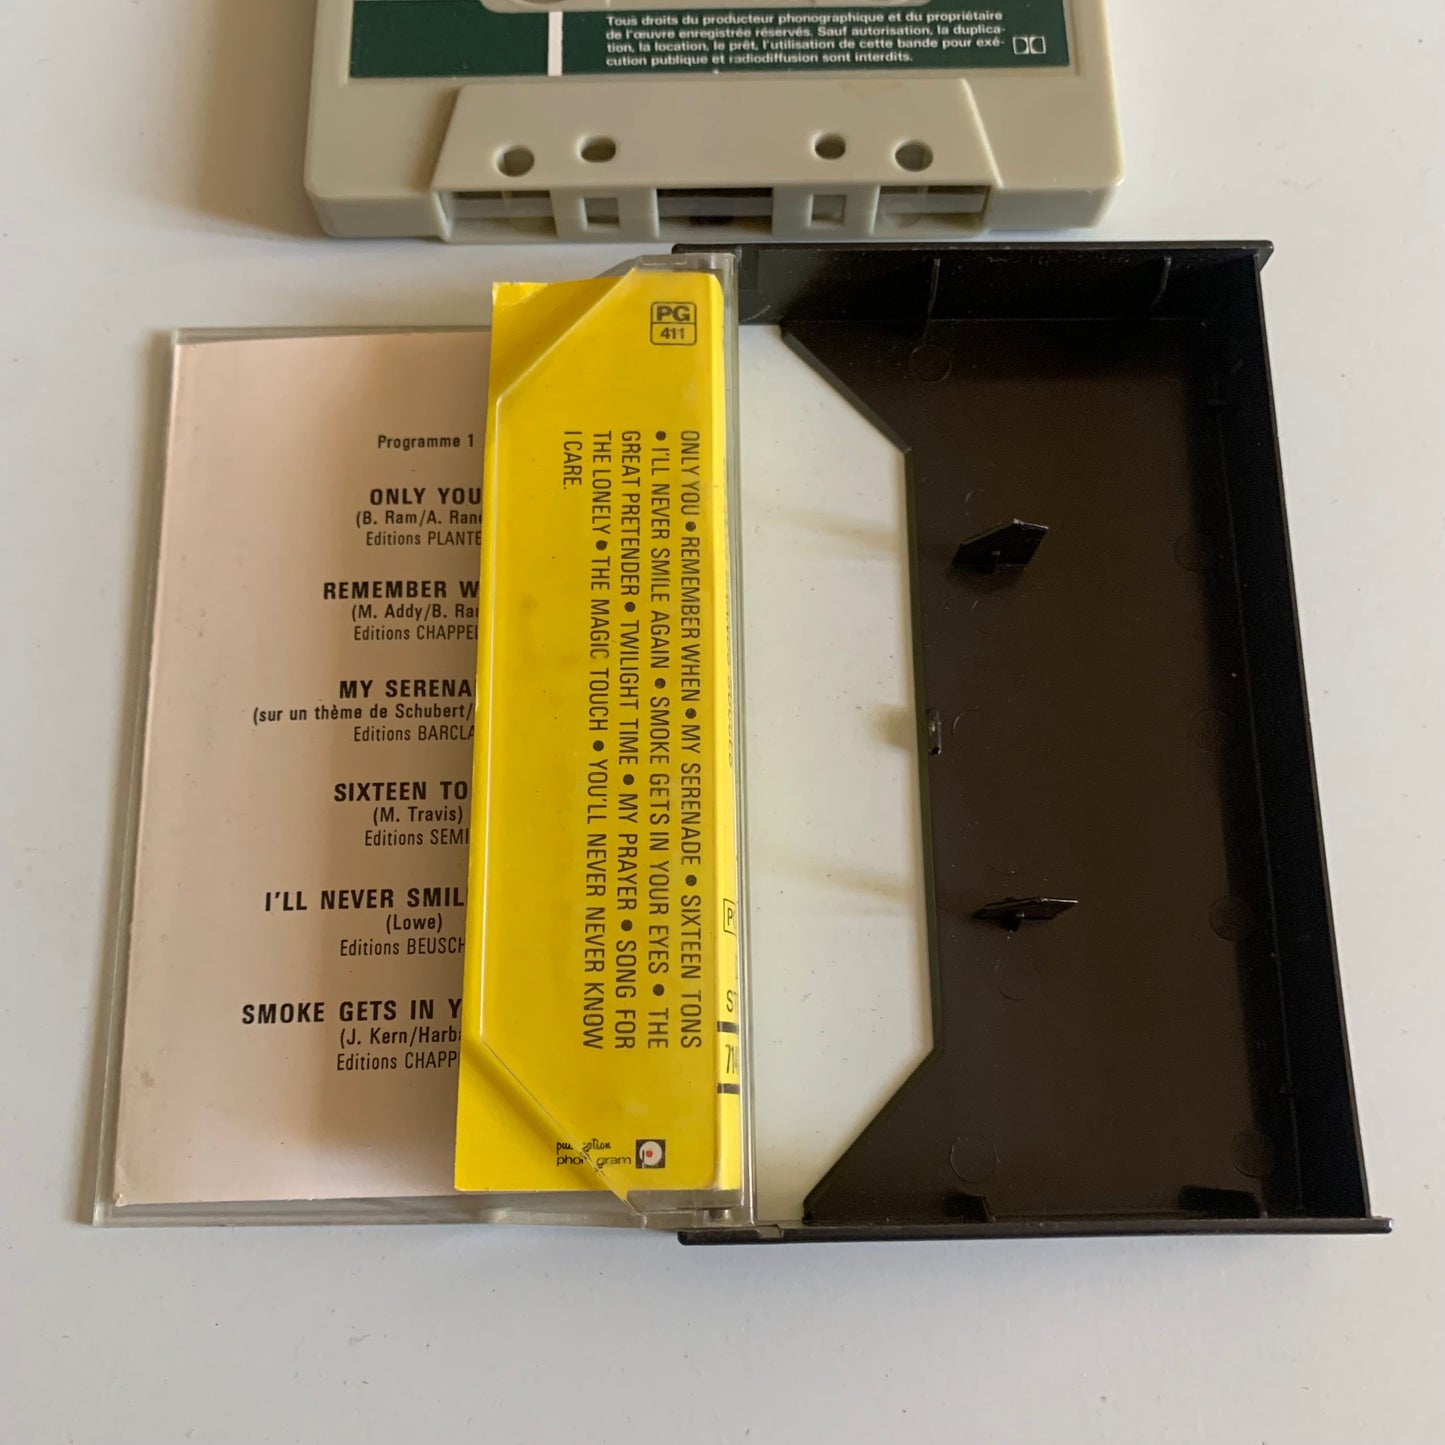 Tous droits du producteur phonographique et du propriétaire
de l'œuvre enregistrée réservés. Sauf autorisation, la duplica-
tion, la location, le prêt, l'utilisation de cette bande pour exé-
cution publique et radiodiffusion sont interdits.
Programme 1
ONLY YOU
(B. Ram/A. Rand
Editions PLANTE
REMEMBER W
(M. Addy/B. Ram
Editions CHAPPEL
MY SERENA
(sur un thème de Schubert/
Editions BARCLA
SIXTEEN TO
(M. Travis)
Editions SEMI
I'LL NEVER SMIL
(Lowe)
Editions BEUSCH
SMOKE GETS IN Y
(J. Kern/Harba
Editions CHAPP
PG
411
ONLY YOU • REMEMBER WHEN • MY SERENADE • SIXTEEN TONS
• I'LL NEVER SMILE AGAIN • SMOKE GETS IN YOUR EYES • THE
GREAT PRETENDER • TWILIGHT TIME • MY PRAYER • SONG FOR
THE LONELY • THE MAGIC TOUCH • YOU'LL NEVER NEVER KNOW
I CARE.